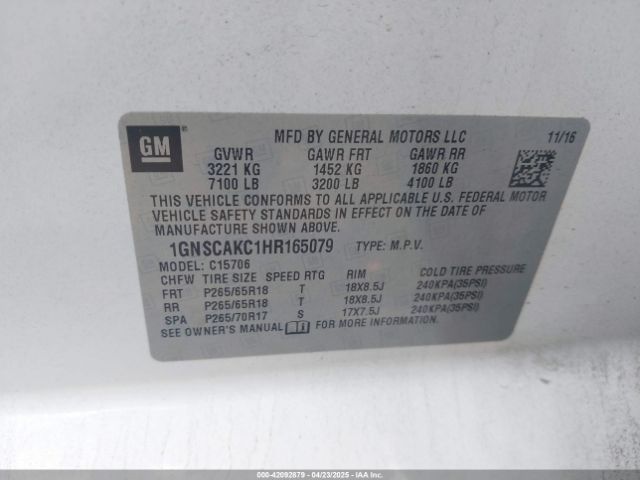 GM
MFD BY GENERAL MOTORS LLC 11/16
GVWR GAWR FRT GAWR RR
3221 KG 1452 KG 1860 KG
7100 LB 3200 LB 4100 LB
THIS VEHICLE CONFORMS TO ALL APPLICABLE U.S. FEDERAL MOTOR
VEHICLE SAFETY STANDARDS IN EFFECT ON THE DATE OF
MANUFACTURE SHOWN ABOVE.
1GNSCAKC1HR165079 TYPE: M.P.V.
MODEL: C15706
CHFW TIRE SIZE SPEED RTG RIM COLD TIRE PRESSURE
FRT P265/65R18 T 18X8.5J 240KPA(35PSI)
RR P265/65R18 T 18X8.5J 240KPA(35PSI)
SPA P265/70R17 S 17X7.5J 240KPA(35PSI)
SEE OWNER'S MANUAL FOR MORE INFORMATION.
000-42092879 - 04/23/2025 - IAAI.COM